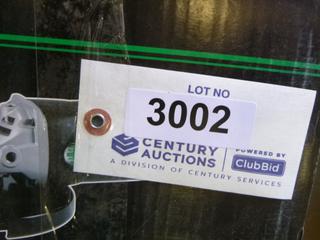 LOT NO
3002
CENTURY
AUCTIONS
A DIVISION OF CENTURY SERVICES
POWERED BY
ClubBid